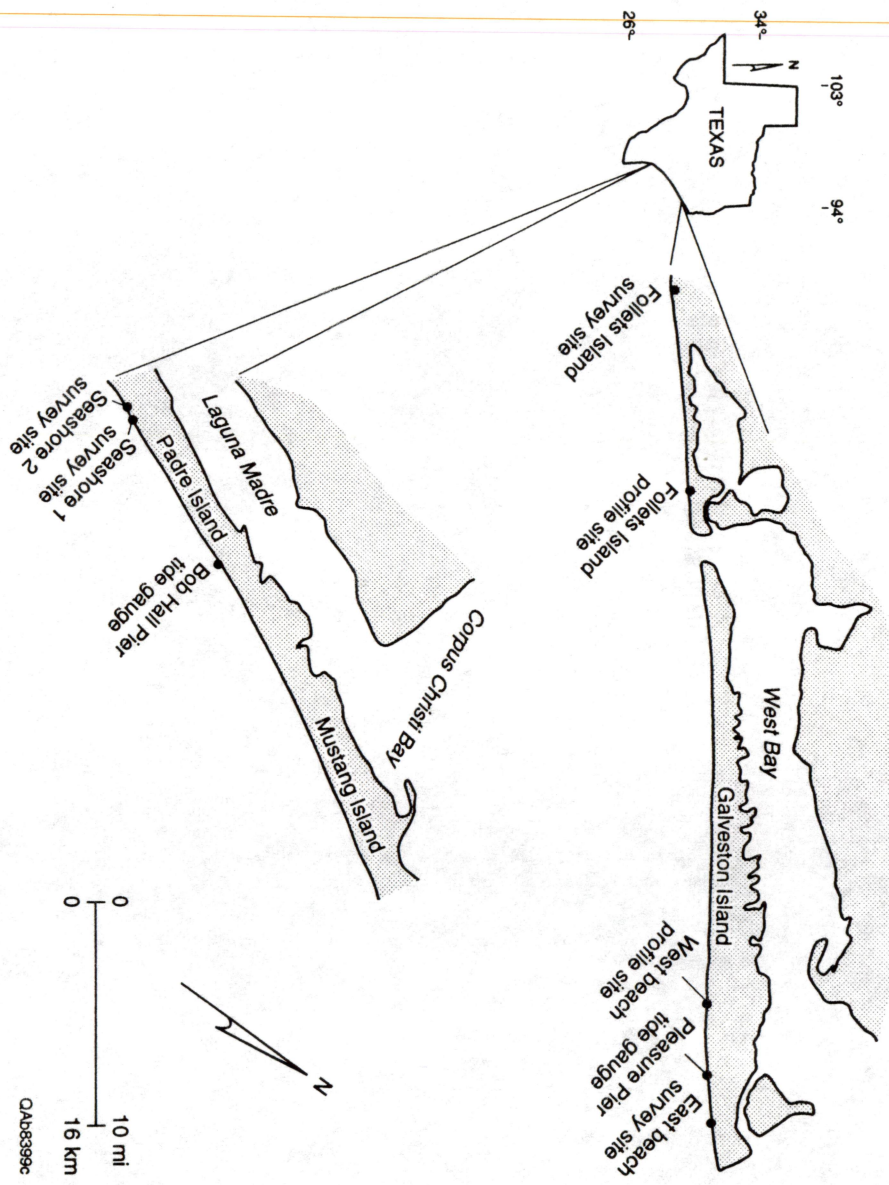 103°
94°
34°
26°
N
TEXAS
West Bay
Galveston Island
Follets Island
survey site
Follets Island
profile site
West beach
profile site
Pleasure Pier
tide gauge
East beach
survey site
Corpus Christi Bay
Laguna Madre
Mustang Island
Padre Island
Bob Hall Pier
tide gauge
Seashore 1
survey site
Seashore 2
survey site
N
0
10 mi
0
16 km
QAb8399c